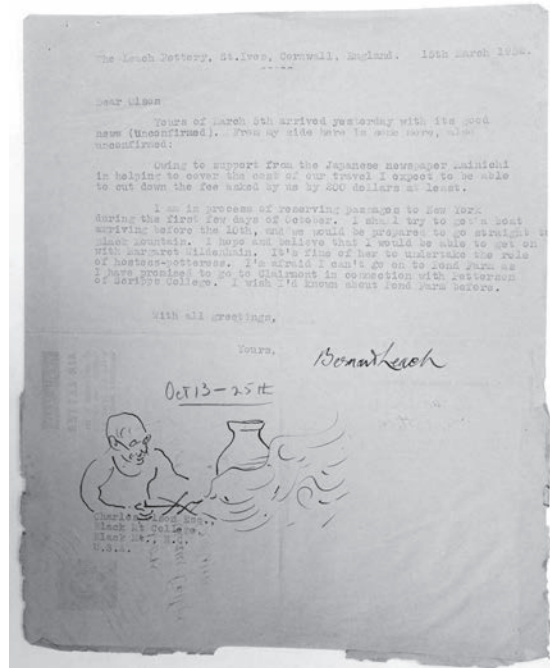 The Leach Pottery, St.Ives, Cornwall, England. 15th March
Dear Olson
Yours of March 8th arrived yesterday with its good
news (unconfirmed). From my side here is some more, also
unconfirmed:
Owing to support from the Japanese newspaper Mainichi
in helping to cover the cost of our travel I expect to be able
to cut down the fee asked by us by 200 dollars at least.
I am in process of reserving passages to New York
during the first few days of October. I shal try to get a boat
arriving before the 10th, and we would be prepared to go straight to
Black Mountain. I hope and believe that I would be able to get on
with Margaret Wildenhain. It's fine of her to undertake the role
of hostess-potteress. I'm afraid I can't go on to Pond Farm as
I have promised to go to Clairmont in connection with Petterson
of Scripps College. I wish I'd known about Pond Farm before.
With all greetings,
Yours,
Bernard Leach
Oct 13-25th
Charles Olson Esq.,
Black Mt College,
Black Mt., N.C.
U.S.A.